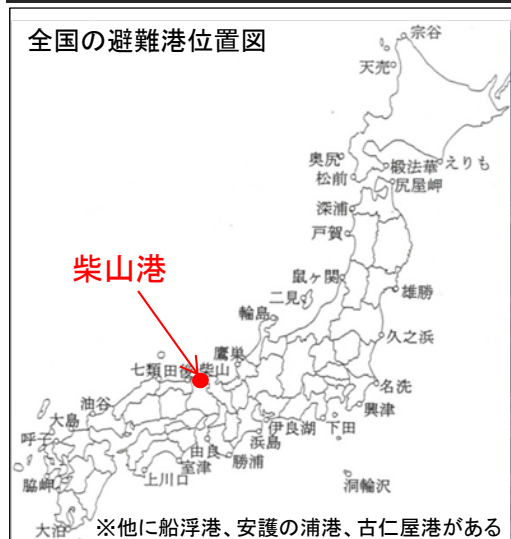 全国の避難港位置図
宗谷
天売
奥尻
椴法華
えりも
松前
尻屋岬
深浦
戸賀
柴山港
鼠ヶ関
二見
雄勝
輪島
久之浜
鷹巣
七類
田後
柴山
名洗
油谷
興津
大島
伊良湖
下田
呼子
由良
浜島
室津
勝浦
脇岬
上川口
洞輪沢
大泊
※他に船浮港、安護の浦港、古仁屋港がある